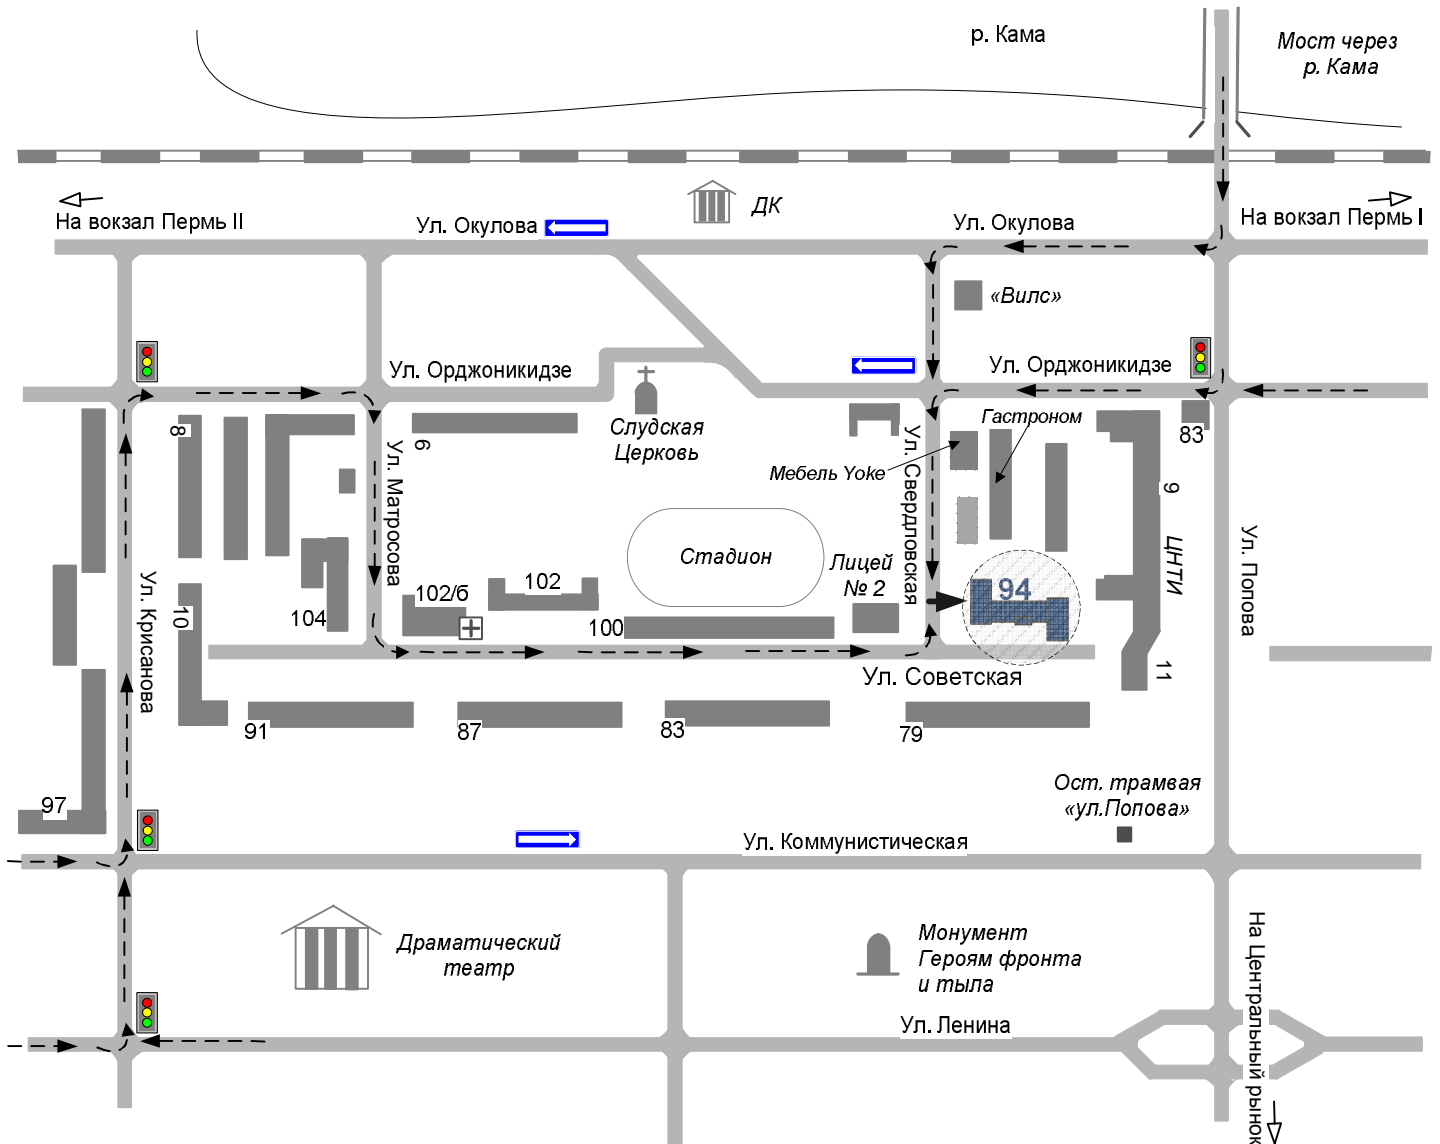 р. Кама
Мост через
р. Кама
На вокзал Пермь II
Ул. Окулова
ДК
Ул. Окулова
На вокзал Пермь I
«Вилс»
Ул. Орджоникидзе
Ул. Орджоникидзе
8
6
Слудская
Церковь
Гастроном
83
Мебель Yoke
Ул. Матросова
Ул. Свердловская
9
ЦНТИ
Ул. Попова
Стадион
Лицей
№ 2
94
Ул. Крисанова
10
104
102/б
102
100
Ул. Советская
11
91
87
83
79
97
Ост. трамвая
«ул.Попова»
Ул. Коммунистическая
Драматический
театр
Монумент
Героям фронта
и тыла
Ул. Ленина
На Центральный рынок